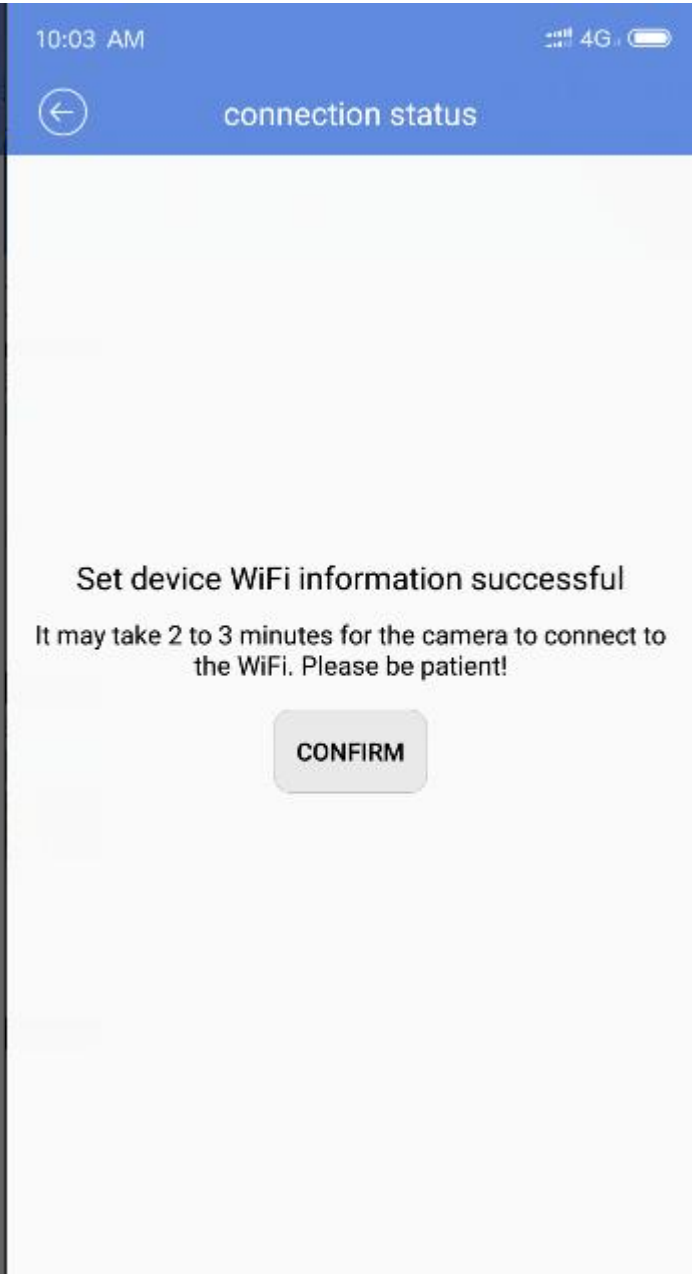 10:03 AM 4G
connection status
Set device WiFi information successful
It may take 2 to 3 minutes for the camera to connect to
the WiFi. Please be patient!
CONFIRM